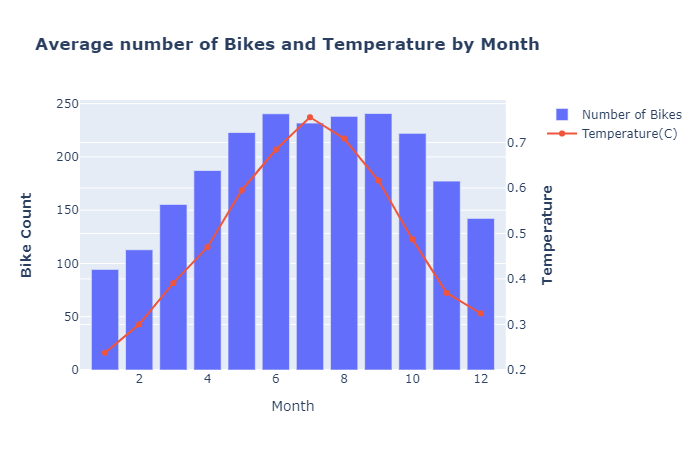 Average number of Bikes and Temperature by Month
Number of Bikes
Temperature(C)
Bike Count
250
200
150
100
50
0
Temperature
0.7
0.6
0.5
0.4
0.3
0.2
2 4 6 8 10 12
Month